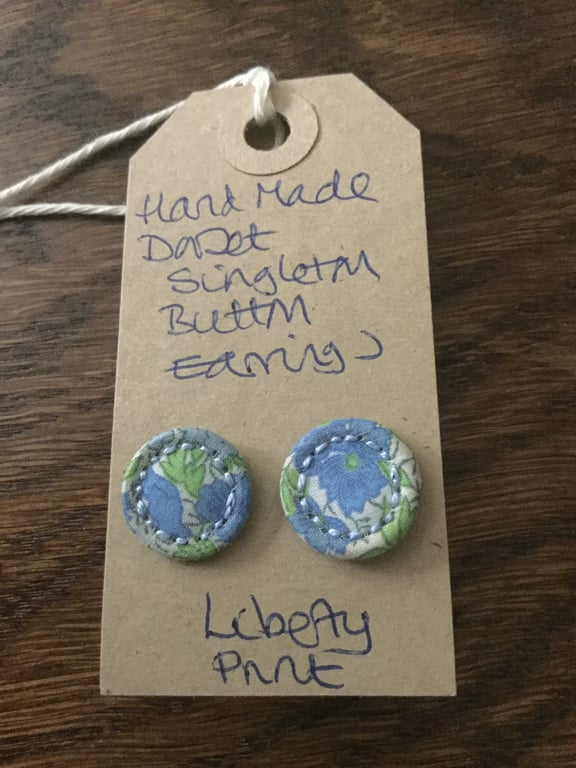 Hand Made
Dorset
Singleton
Button
Earrings
Liberty
Print